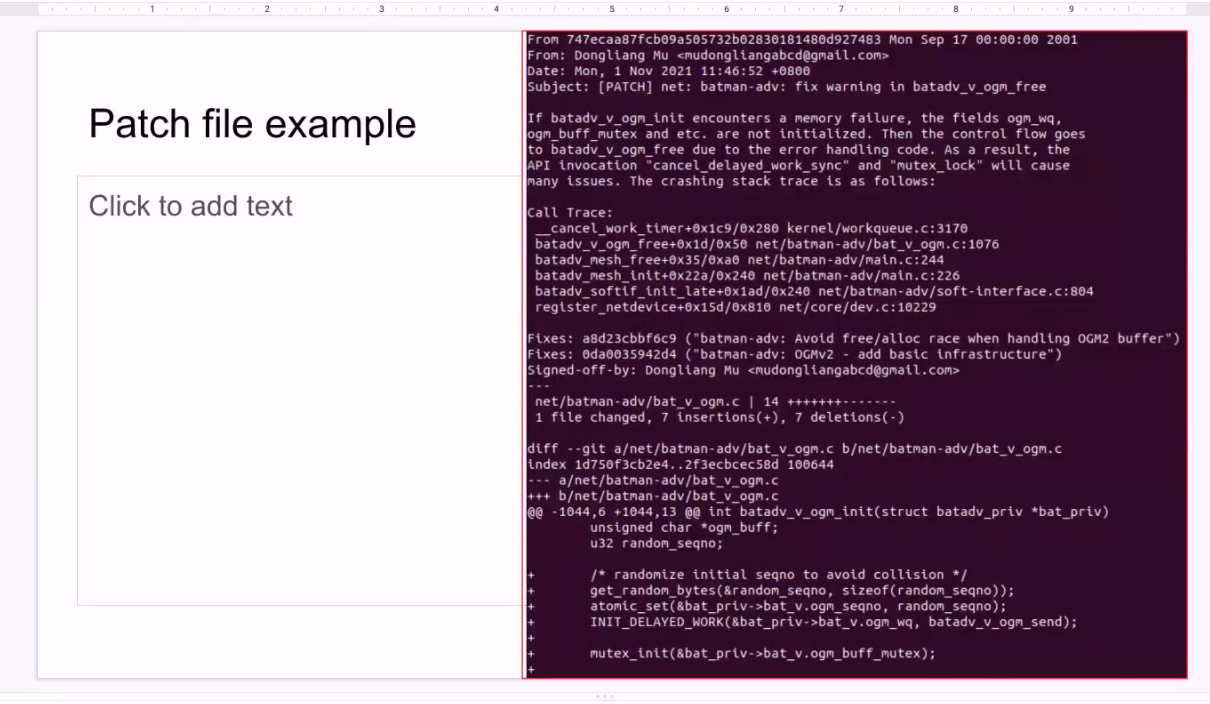 1 2 3 4 5 6 7 8 9
Patch file example
Click to add text
From 747ecaa87fcb09a505732b02830181480d927483 Mon Sep 17 00:00:00 2001
From: Dongliang Mu <mudongliangabcd@gmail.com>
Date: Mon, 1 Nov 2021 11:46:52 +0800
Subject: [PATCH] net: batman-adv: fix warning in batadv_v_ogm_free

If batadv_v_ogm_init encounters a memory failure, the fields ogm_wq,
ogm_buff_mutex and etc. are not initialized. Then the control flow goes
to batadv_v_ogm_free due to the error handling code. As a result, the
API invocation "cancel_delayed_work_sync" and "mutex_lock" will cause
many issues. The crashing stack trace is as follows:

Call Trace:
 __cancel_work_timer+0x1c9/0x280 kernel/workqueue.c:3170
 batadv_v_ogm_free+0x1d/0x50 net/batman-adv/bat_v_ogm.c:1076
 batadv_mesh_free+0x35/0xa0 net/batman-adv/main.c:244
 batadv_mesh_init+0x22a/0x240 net/batman-adv/main.c:226
 batadv_softif_init_late+0x1ad/0x240 net/batman-adv/soft-interface.c:804
 register_netdevice+0x15d/0x810 net/core/dev.c:10229

Fixes: a8d23cbbf6c9 ("batman-adv: Avoid free/alloc race when handling OGM2 buffer")
Fixes: 0da0035942d4 ("batman-adv: OGMv2 - add basic infrastructure")
Signed-off-by: Dongliang Mu <mudongliangabcd@gmail.com>
---
 net/batman-adv/bat_v_ogm.c | 14 +++++++-------
 1 file changed, 7 insertions(+), 7 deletions(-)

diff --git a/net/batman-adv/bat_v_ogm.c b/net/batman-adv/bat_v_ogm.c
index 1d750f3cb2e4..2f3ecbcec58d 100644
--- a/net/batman-adv/bat_v_ogm.c
+++ b/net/batman-adv/bat_v_ogm.c
@@ -1044,6 +1044,13 @@ int batadv_v_ogm_init(struct batadv_priv *bat_priv)
        unsigned char *ogm_buff;
        u32 random_seqno;

+       /* randomize initial seqno to avoid collision */
+       get_random_bytes(&random_seqno, sizeof(random_seqno));
+       atomic_set(&bat_priv->bat_v.ogm_seqno, random_seqno);
+       INIT_DELAYED_WORK(&bat_priv->bat_v.ogm_wq, batadv_v_ogm_send);
+
+       mutex_init(&bat_priv->bat_v.ogm_buff_mutex);
+